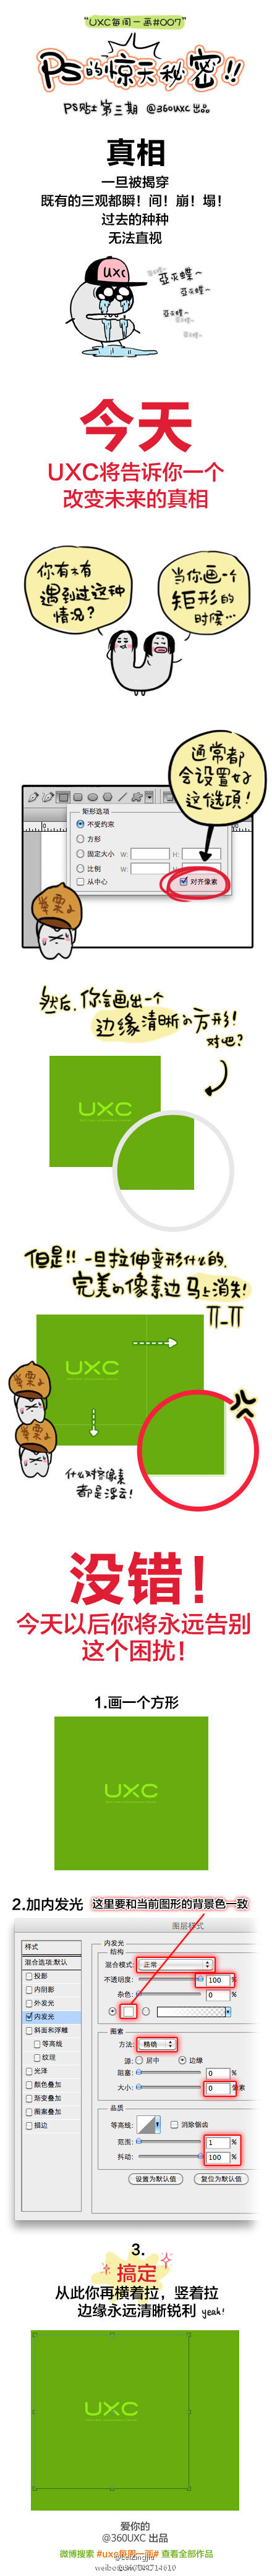 "UXC每周一画#007"
PS的惊天秘密!!
PS贴士 第三期 @360UXC 出品
真相
一旦被揭穿
既有的三观都瞬！间！崩！塌！
过去的种种
无法直视
UXC
亞灭蝶~
亞灭蝶~
亞灭蝶~
今天
UXC将告诉你一个
改变未来的真相
你有木有
遇到过这种
情况?
当你画一个
矩形的
时候...
通常都
会设置好
这个选项!
矩形选项
不受约束
方形
固定大小 W: H:
比例 W: H:
从中心 对齐像素
栗子
然后,你会画出一个
边缘清晰の方形!
对吧?
UXC
但是!! 一旦拉伸变形什么的,
完美の像素边马上消失!
π_π
UXC
栗子
栗子
什么对齐像素
都是浮云!
没错！
今天以后你将永远告别
这个困扰！
1.画一个方形
UXC
2.加内发光 这里要和当前图形的背景色一致
图层样式
样式
混合选项:默认
投影
内阴影
外发光
内发光
斜面和浮雕
等高线
纹理
光泽
颜色叠加
渐变叠加
图案叠加
描边
内发光
结构
混合模式: 正常
不透明度: 100 %
杂色: 0 %
图素
方法: 精确
源: 居中 边缘
阻塞: 0 %
大小: 0 像素
品质
等高线: 消除锯齿
范围: 1 %
抖动: 100 %
设置为默认值 复位为默认值
3.
搞定
从此你再横着拉，竖着拉
边缘永远清晰锐利 yeah!
UXC
爱你的
@360UXC 出品
微博搜索 #uxc每周一画# 查看全部作品